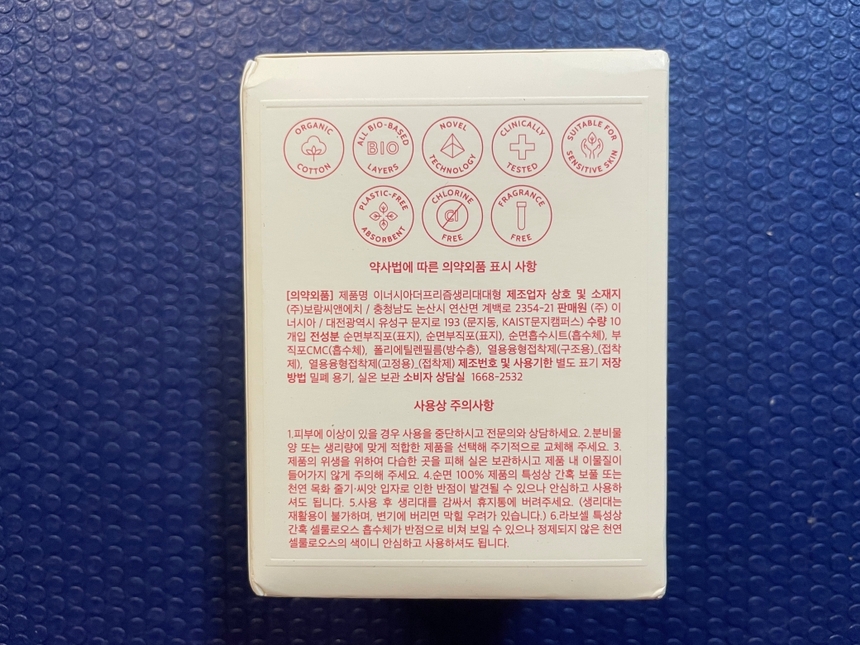 ORGANIC COTTON
ALL BIO-BASED BIO LAYERS
NOVEL TECHNOLOGY
CLINICALLY TESTED
SUITABLE FOR SENSITIVE SKIN
PLASTIC-FREE ABSORBENT
CHLORINE Cl FREE
FRAGRANCE FREE
약사법에 따른 의약외품 표시 사항
[의약외품] 제품명 이너시아더프리즘생리대대형 제조업자 상호 및 소재지
(주)보람씨앤에치 / 충청남도 논산시 연산면 계백로 2354-21 판매원 (주) 이
너시아 / 대전광역시 유성구 문지로 193 (문지동, KAIST문지캠퍼스) 수량 10
개입 전성분 순면부직포(표지), 순면부직포(표지), 순면흡수시트(흡수체), 부
직포CMC(흡수체), 폴리에틸렌필름(방수층), 열용융형접착제(구조용)_(접착
제), 열용융형접착제(고정용)_(접착제) 제조번호 및 사용기한 별도 표기 저장
방법 밀폐 용기, 실온 보관 소비자 상담실 1668-2532
사용상 주의사항
1.피부에 이상이 있을 경우 사용을 중단하시고 전문의와 상담하세요. 2.분비물
양 또는 생리량에 맞게 적합한 제품을 선택해 주기적으로 교체해 주세요. 3.
제품의 위생을 위하여 다습한 곳을 피해 실온 보관하시고 제품 내 이물질이
들어가지 않게 주의해 주세요. 4.순면 100% 제품의 특성상 간혹 보풀 또는
천연 목화 줄기·씨앗 입자로 인한 반점이 발견될 수 있으나 안심하고 사용하
셔도 됩니다. 5.사용 후 생리대를 감싸서 휴지통에 버려주세요. (생리대는
재활용이 불가하며, 변기에 버리면 막힐 우려가 있습니다.) 6.라보셀 특성상
간혹 셀룰로오스 흡수체가 반점으로 비쳐 보일 수 있으나 정제되지 않은 천연
셀룰로오스의 색이니 안심하고 사용하셔도 됩니다.